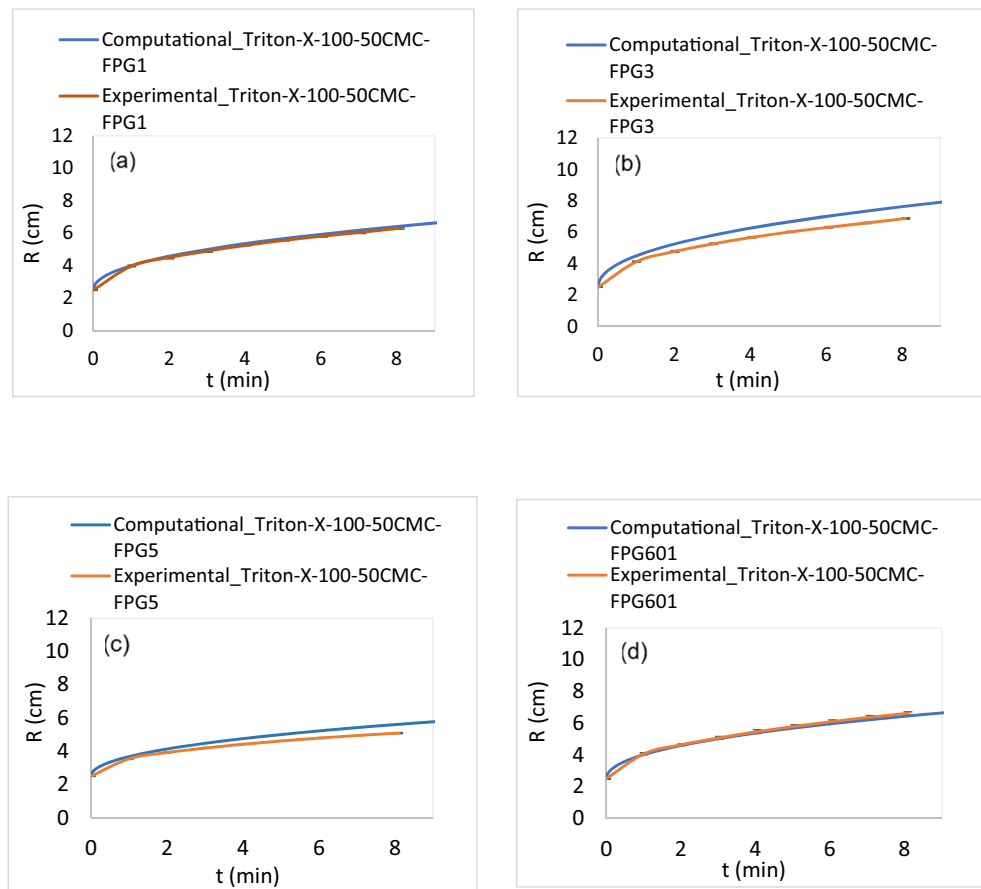 Computational_Triton-X-100-50CMC-
FPG1
Experimental_Triton-X-100-50CMC-
FPG1
12
10
8
6
4
2
0
R (cm)
(a)
0 2 4 6 8
t (min)
Computational_Triton-X-100-50CMC-
FPG3
Experimental_Triton-X-100-50CMC-
FPG3
12
10
8
6
4
2
0
R (cm)
(b)
0 2 4 6 8
t (min)
Computational_Triton-X-100-50CMC-
FPG5
Experimental_Triton-X-100-50CMC-
FPG5
12
10
8
6
4
2
0
R (cm)
(c)
0 2 4 6 8
t (min)
Computational_Triton-X-100-50CMC-
FPG601
Experimental_Triton-X-100-50CMC-
FPG601
12
10
8
6
4
2
0
R (cm)
(d)
0 2 4 6 8
t (min)